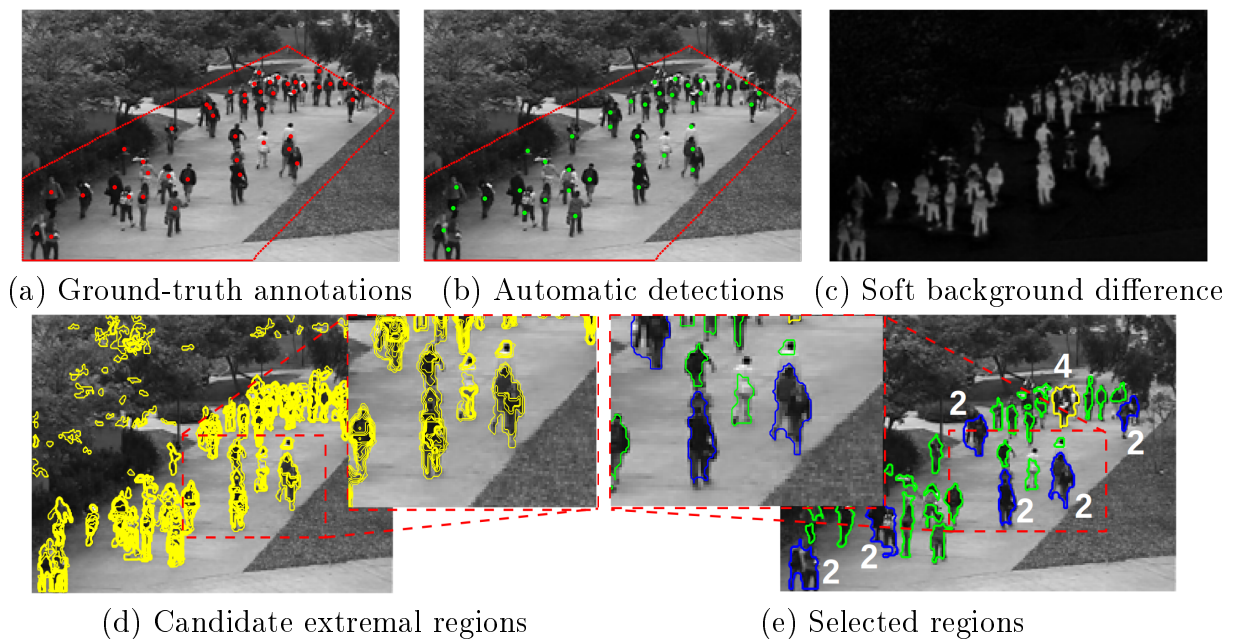 (a) Ground-truth annotations
(b) Automatic detections
(c) Soft background difference
4
2
2
2
2
2
2
(d) Candidate extremal regions
(e) Selected regions